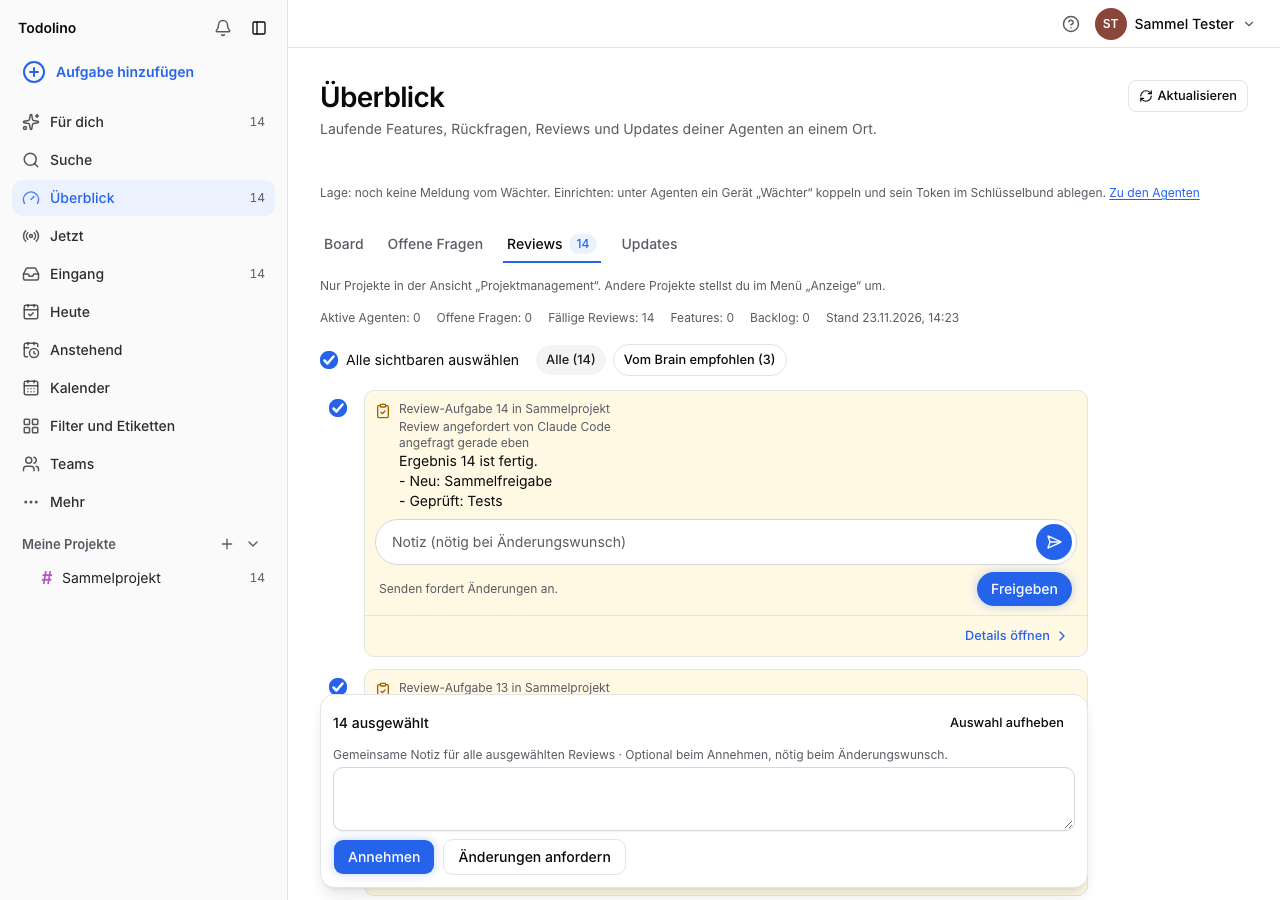 Todolino
Aufgabe hinzufügen
Für dich 14
Suche
Überblick 14
Jetzt
Eingang 14
Heute
Anstehend
Kalender
Filter und Etiketten
Teams
Mehr
Meine Projekte
# Sammelprojekt 14
ST Sammel Tester
Überblick
Aktualisieren
Laufende Features, Rückfragen, Reviews und Updates deiner Agenten an einem Ort.
Lage: noch keine Meldung vom Wächter. Einrichten: unter Agenten ein Gerät „Wächter“ koppeln und sein Token im Schlüsselbund ablegen. Zu den Agenten
Board Offene Fragen Reviews 14 Updates
Nur Projekte in der Ansicht „Projektmanagement“. Andere Projekte stellst du im Menü „Anzeige“ um.
Aktive Agenten: 0 Offene Fragen: 0 Fällige Reviews: 14 Features: 0 Backlog: 0 Stand 23.11.2026, 14:23
Alle sichtbaren auswählen Alle (14) Vom Brain empfohlen (3)
Review-Aufgabe 14 in Sammelprojekt
Review angefordert von Claude Code
angefragt gerade eben
Ergebnis 14 ist fertig.
- Neu: Sammelfreigabe
- Geprüft: Tests
Notiz (nötig bei Änderungswunsch)
Senden fordert Änderungen an.
Freigeben
Details öffnen
Review-Aufgabe 13 in Sammelprojekt
14 ausgewählt
Auswahl aufheben
Gemeinsame Notiz für alle ausgewählten Reviews · Optional beim Annehmen, nötig beim Änderungswunsch.
Annehmen
Änderungen anfordern